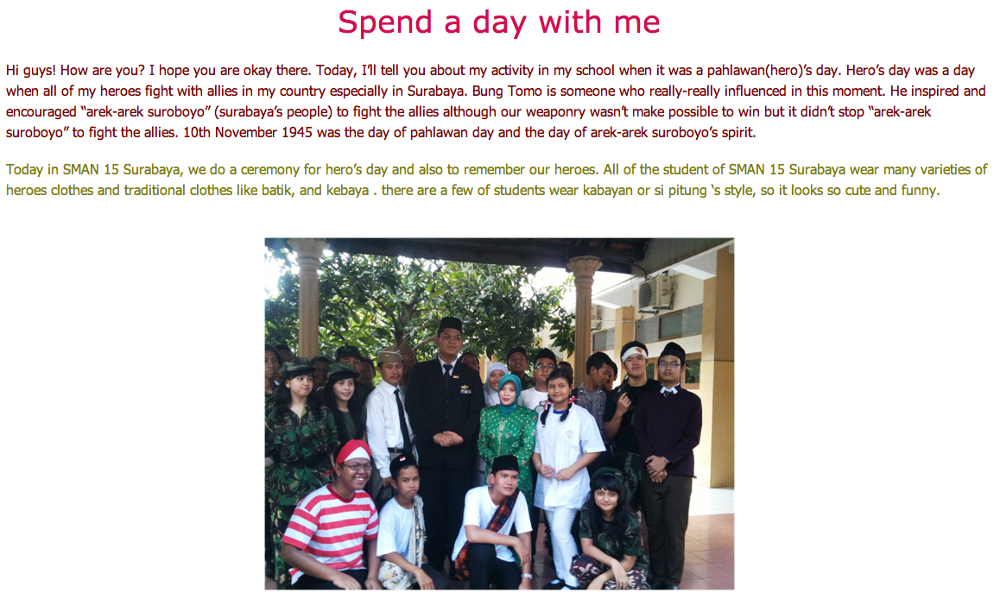 Spend a day with me
Hi guys! How are you? I hope you are okay there. Today, I'll tell you about my activity in my school when it was a pahlawan(hero)'s day. Hero's day was a day
when all of my heroes fight with allies in my country especially in Surabaya. Bung Tomo is someone who really-really influenced in this moment. He inspired and
encouraged “arek-arek suroboyo” (surabaya's people) to fight the allies although our weaponry wasn't make possible to win but it didn't stop “arek-arek
suroboyo” to fight the allies. 10th November 1945 was the day of pahlawan day and the day of arek-arek suroboyo's spirit.
Today in SMAN 15 Surabaya, we do a ceremony for hero's day and also to remember our heroes. All of the student of SMAN 15 Surabaya wear many varieties of
heroes clothes and traditional clothes like batik, and kebaya . there are a few of students wear kabayan or si pitung ‘s style, so it looks so cute and funny.